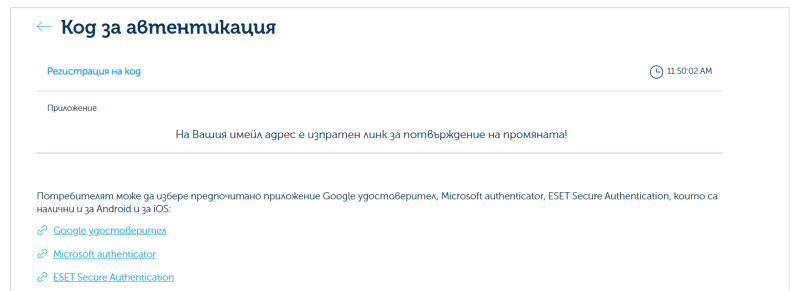 Код за автентикация
Регистрация на код
11:50:02 AM
Приложение
На Вашия имейл адрес е изпратен линк за потвърждение на промяната!
Потребителят може да избере предпочитано приложение Google удостоверител, Microsoft authenticator, ESET Secure Authentication, които са
налични и за Android и за iOS:
Google удостоверител
Microsoft authenticator
ESET Secure Authentication